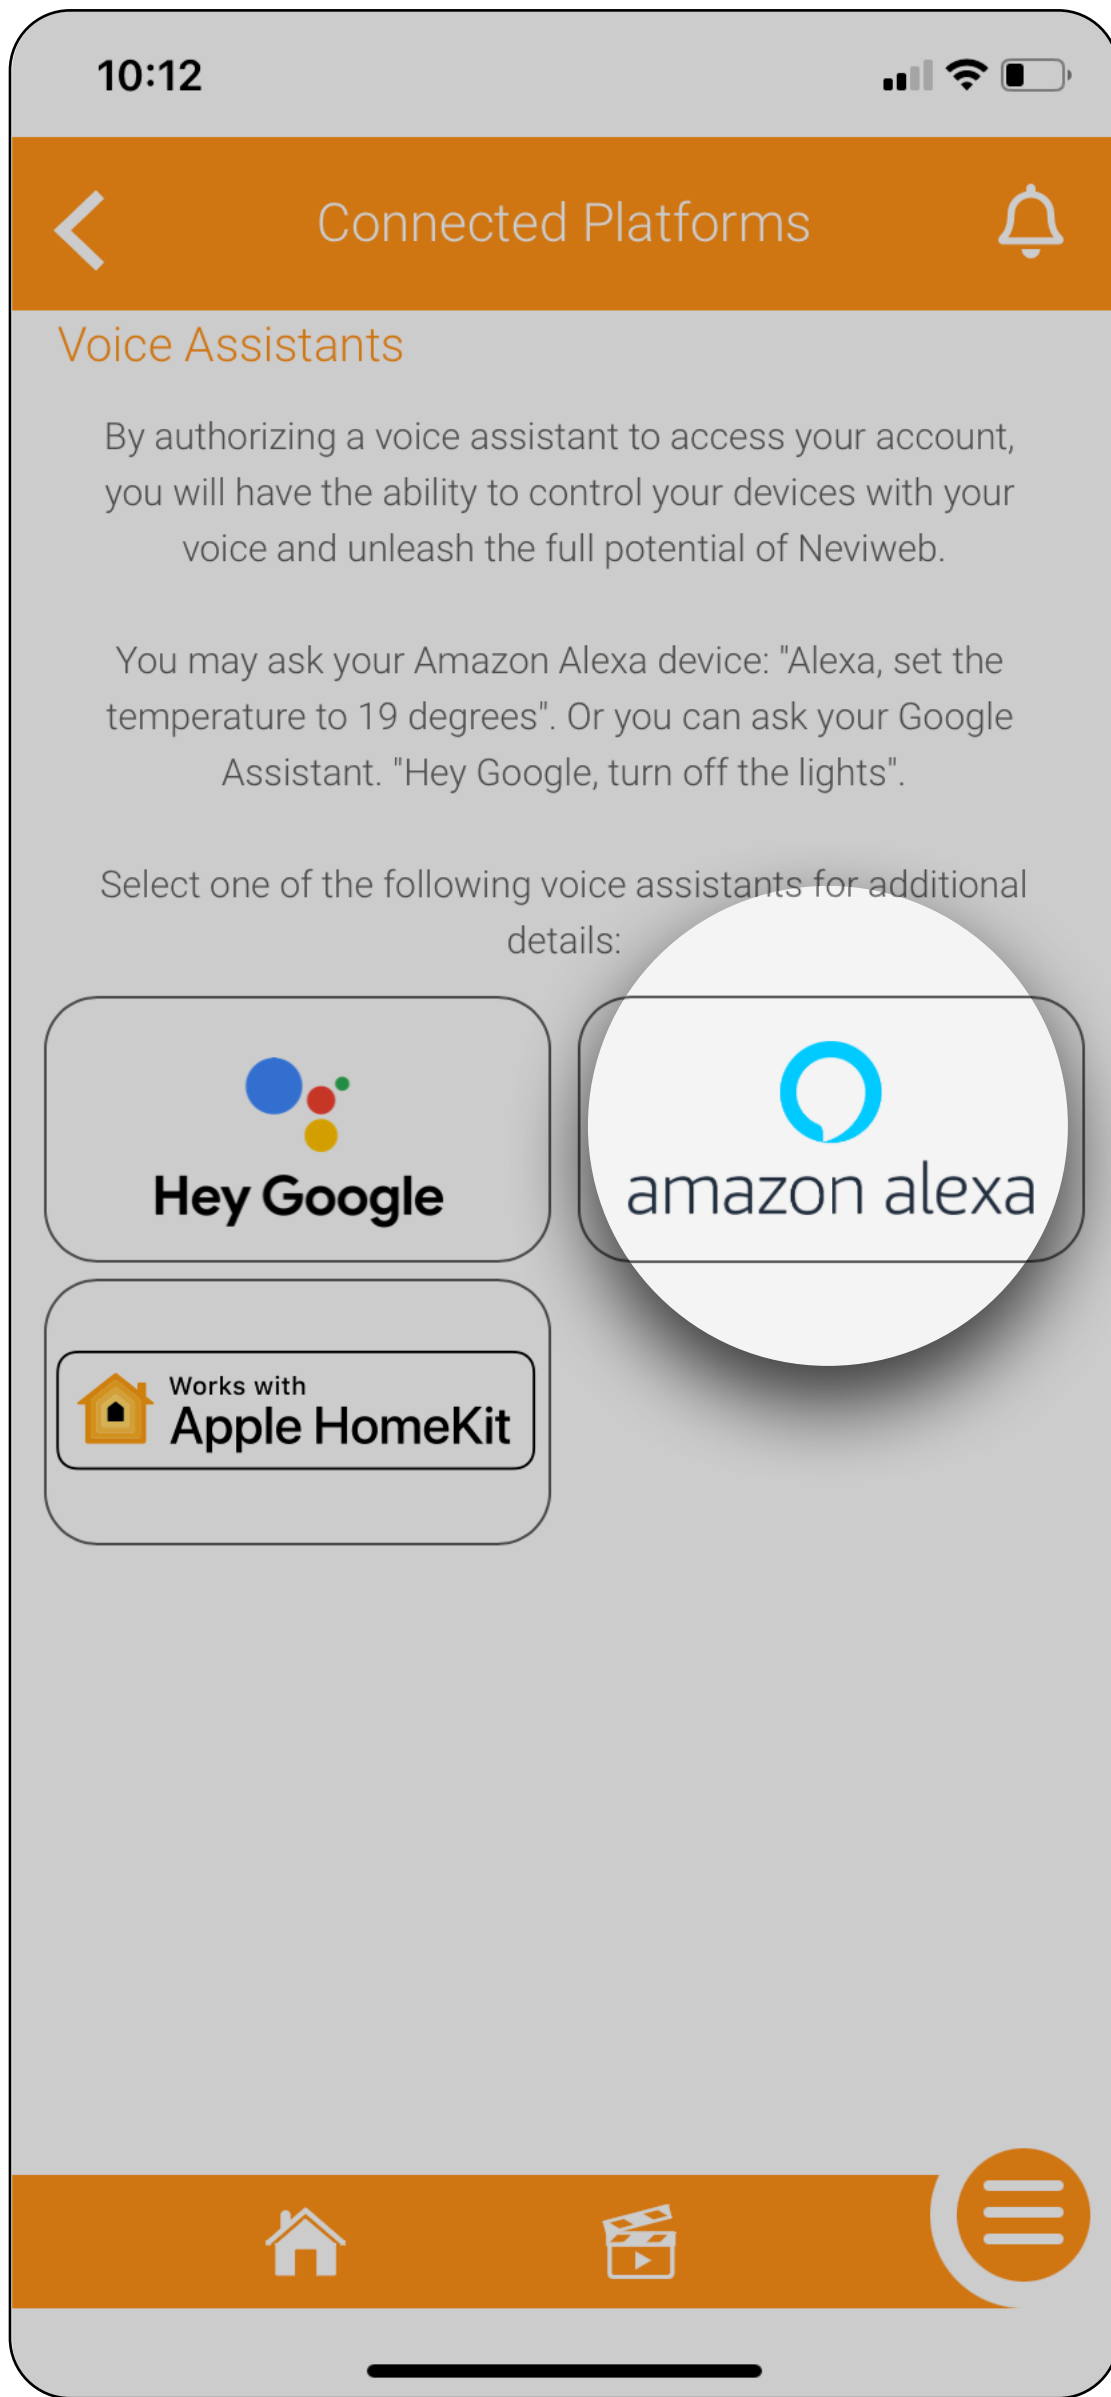 10:12
Connected Platforms
Voice Assistants
By authorizing a voice assistant to access your account,
you will have the ability to control your devices with your
voice and unleash the full potential of Neviweb.
You may ask your Amazon Alexa device: "Alexa, set the
temperature to 19 degrees". Or you can ask your Google
Assistant. "Hey Google, turn off the lights".
Select one of the following voice assistants for additional
details:
Hey Google
amazon alexa
Works with
Apple HomeKit